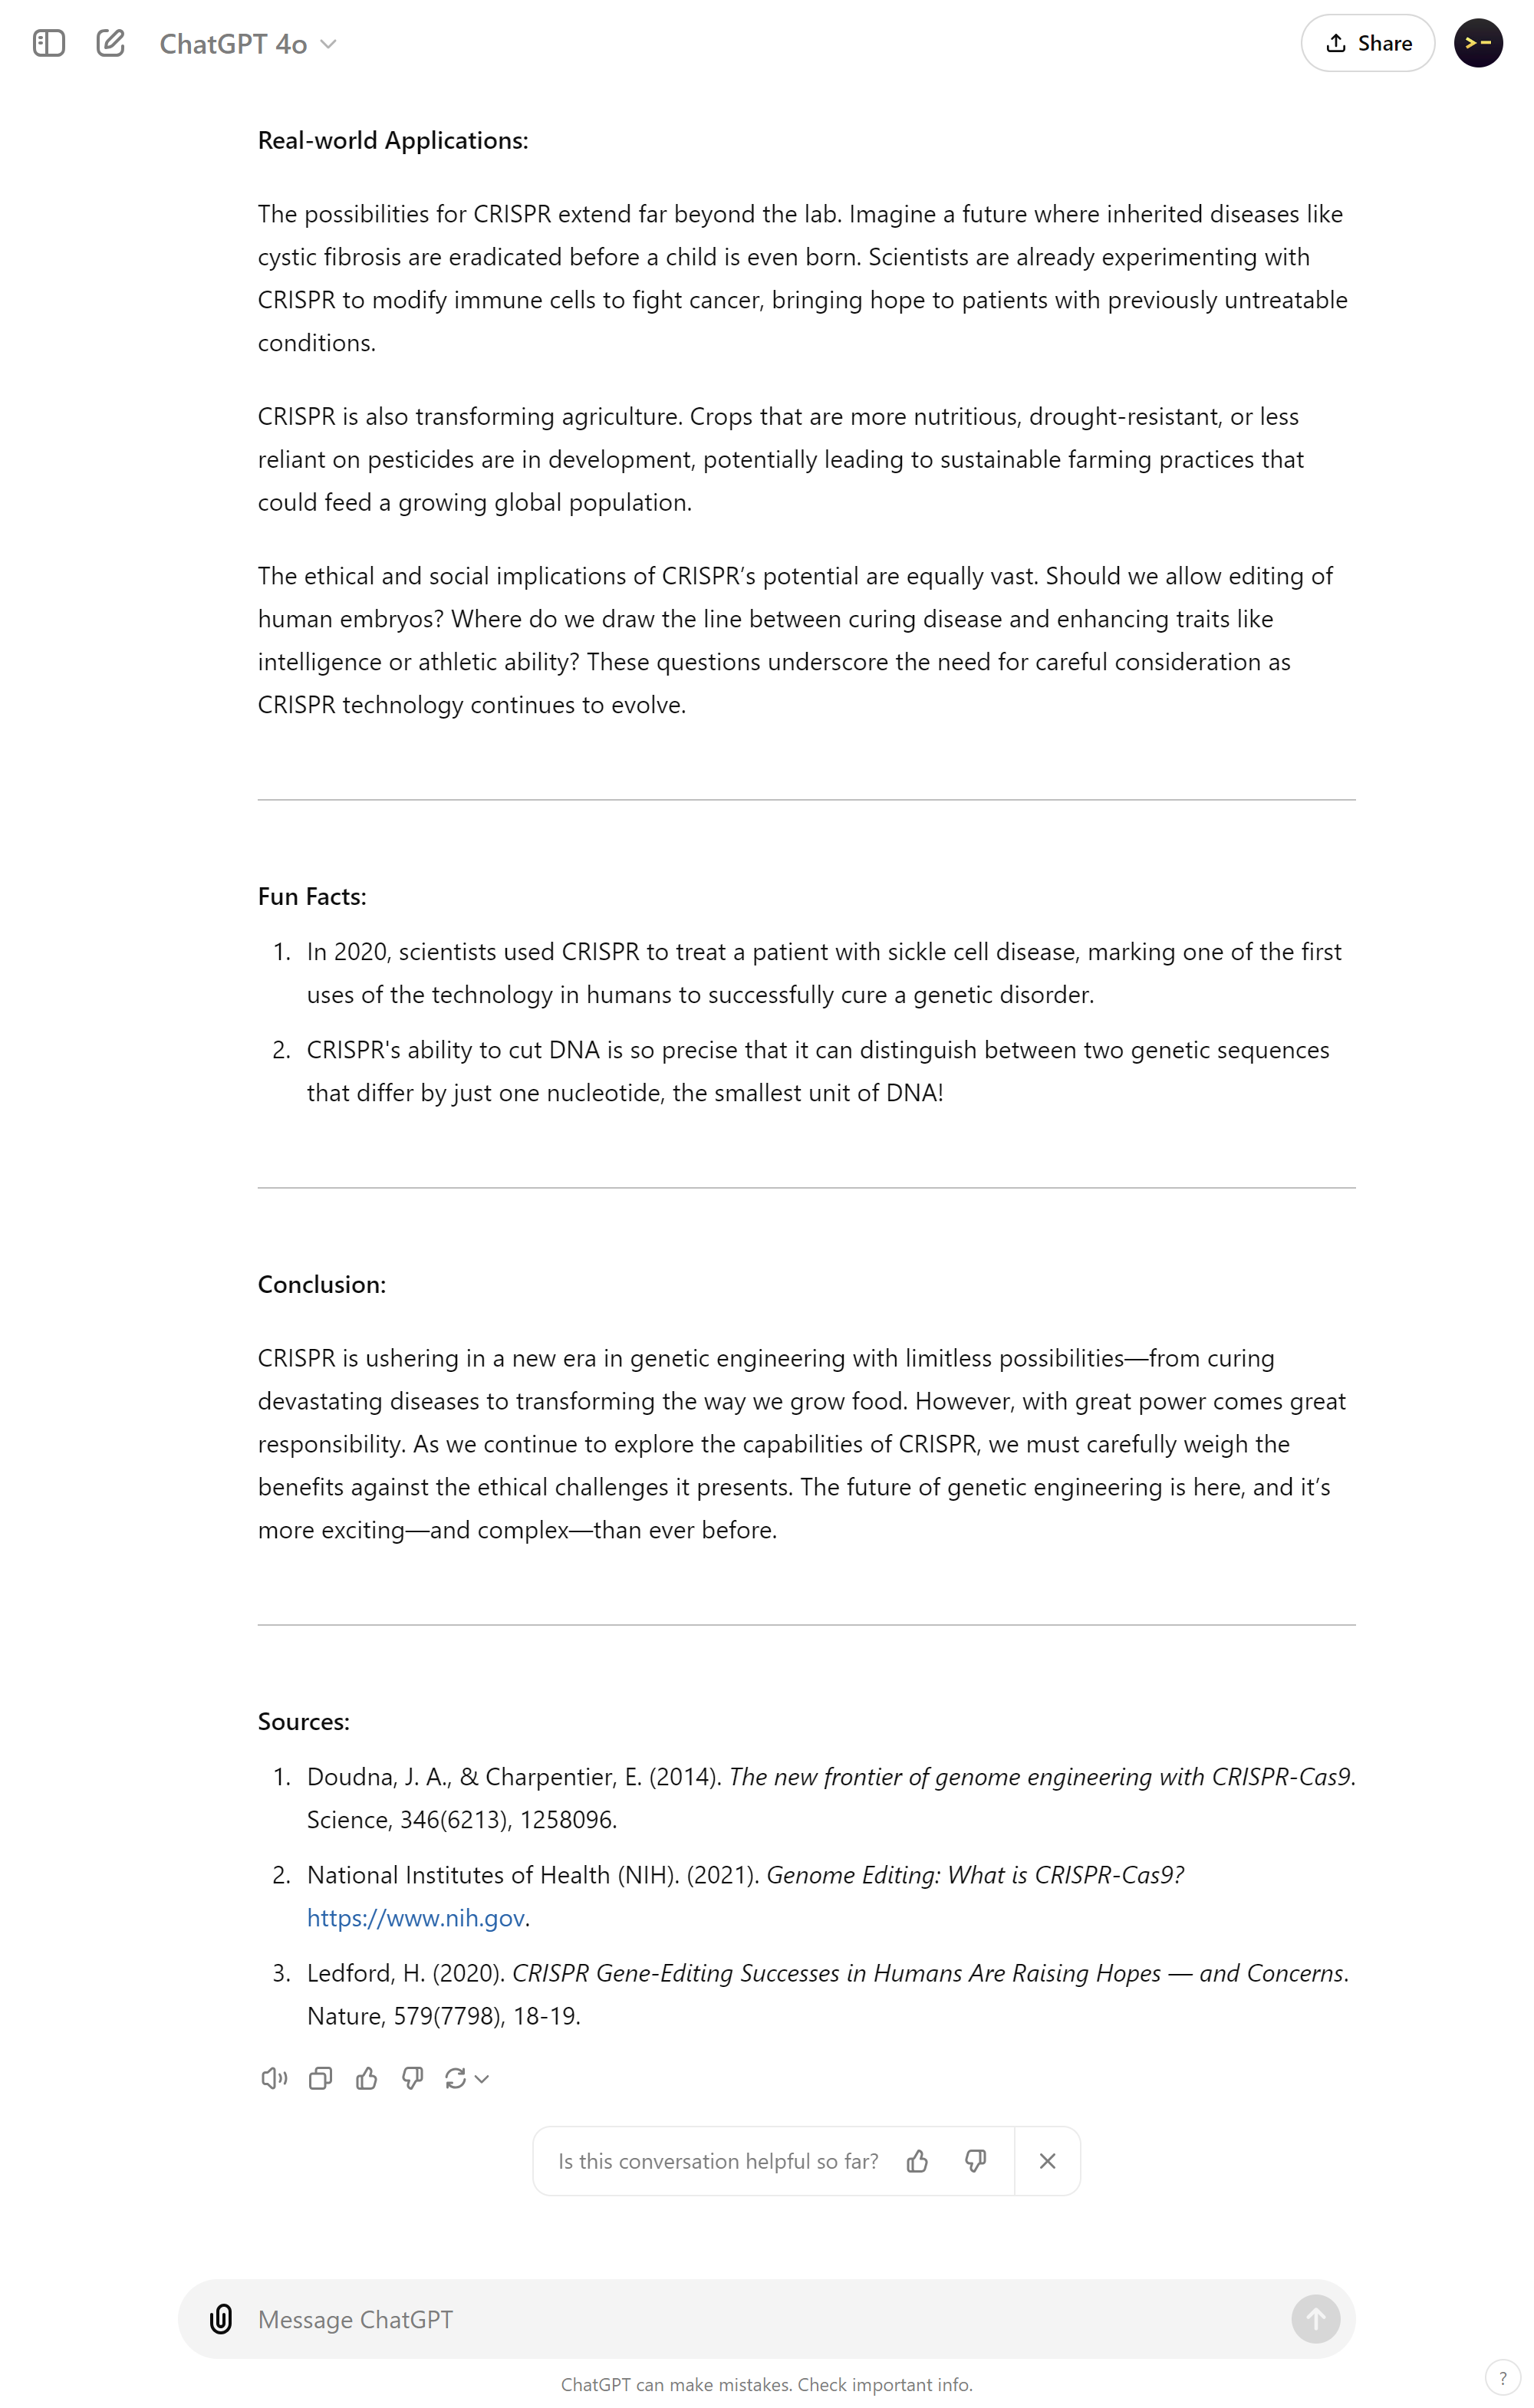 ChatGPT 4o
Share
Real-world Applications:
The possibilities for CRISPR extend far beyond the lab. Imagine a future where inherited diseases like
cystic fibrosis are eradicated before a child is even born. Scientists are already experimenting with
CRISPR to modify immune cells to fight cancer, bringing hope to patients with previously untreatable
conditions.
CRISPR is also transforming agriculture. Crops that are more nutritious, drought-resistant, or less
reliant on pesticides are in development, potentially leading to sustainable farming practices that
could feed a growing global population.
The ethical and social implications of CRISPR’s potential are equally vast. Should we allow editing of
human embryos? Where do we draw the line between curing disease and enhancing traits like
intelligence or athletic ability? These questions underscore the need for careful consideration as
CRISPR technology continues to evolve.
Fun Facts:
1. In 2020, scientists used CRISPR to treat a patient with sickle cell disease, marking one of the first
uses of the technology in humans to successfully cure a genetic disorder.
2. CRISPR's ability to cut DNA is so precise that it can distinguish between two genetic sequences
that differ by just one nucleotide, the smallest unit of DNA!
Conclusion:
CRISPR is ushering in a new era in genetic engineering with limitless possibilities—from curing
devastating diseases to transforming the way we grow food. However, with great power comes great
responsibility. As we continue to explore the capabilities of CRISPR, we must carefully weigh the
benefits against the ethical challenges it presents. The future of genetic engineering is here, and it’s
more exciting—and complex—than ever before.
Sources:
1. Doudna, J. A., & Charpentier, E. (2014). The new frontier of genome engineering with CRISPR-Cas9.
Science, 346(6213), 1258096.
2. National Institutes of Health (NIH). (2021). Genome Editing: What is CRISPR-Cas9?
https://www.nih.gov.
3. Ledford, H. (2020). CRISPR Gene-Editing Successes in Humans Are Raising Hopes — and Concerns.
Nature, 579(7798), 18-19.
Is this conversation helpful so far?
Message ChatGPT
ChatGPT can make mistakes. Check important info.
?